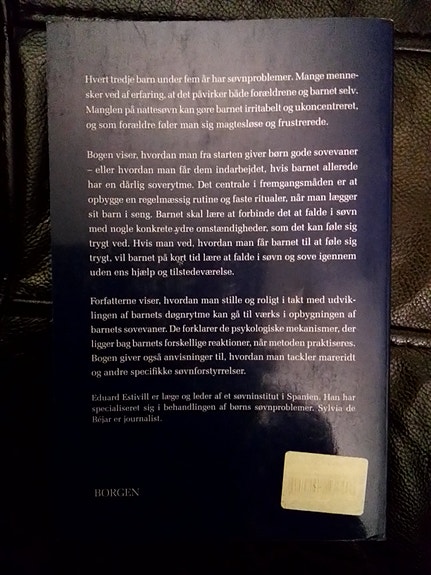 Hvert tredje barn under fem år har søvnproblemer. Mange menne-
sker ved af erfaring, at det påvirker både forældrene og barnet selv.
Manglen på nattesøvn kan gøre barnet irritabelt og ukoncentreret,
og som forældre føler man sig magtesløse og frustrerede.
Bogen viser, hvordan man fra starten giver børn gode sovevaner
– eller hvordan man får dem indarbejdet, hvis barnet allerede
har en dårlig soverytme. Det centrale i fremgangsmåden er at
opbygge en regelmæssig rutine og faste ritualer, når man lægger
sit barn i seng. Barnet skal lære at forbinde det at falde i søvn
med nogle konkrete ydre omstændigheder, som det kan føle sig
trygt ved. Hvis man ved, hvordan man får barnet til at føle sig
trygt, vil barnet på kort tid lære at falde i søvn og sove igennem
uden ens hjælp og tilstedeværelse.
Forfatterne viser, hvordan man stille og roligt i takt med udvik-
lingen af barnets døgnrytme kan gå til værks i opbygningen af
barnets sovevaner. De forklarer de psykologiske mekanismer, der
ligger bag barnets forskellige reaktioner, når metoden praktiseres.
Bogen giver også anvisninger til, hvordan man tackler mareridt
og andre specifikke søvnforstyrrelser.
Eduard Estivill er læge og leder af et søvninstitut i Spanien. Han har
specialiseret sig i behandlingen af børns søvnproblemer. Sylvia de
Béjar er journalist.
BORGEN